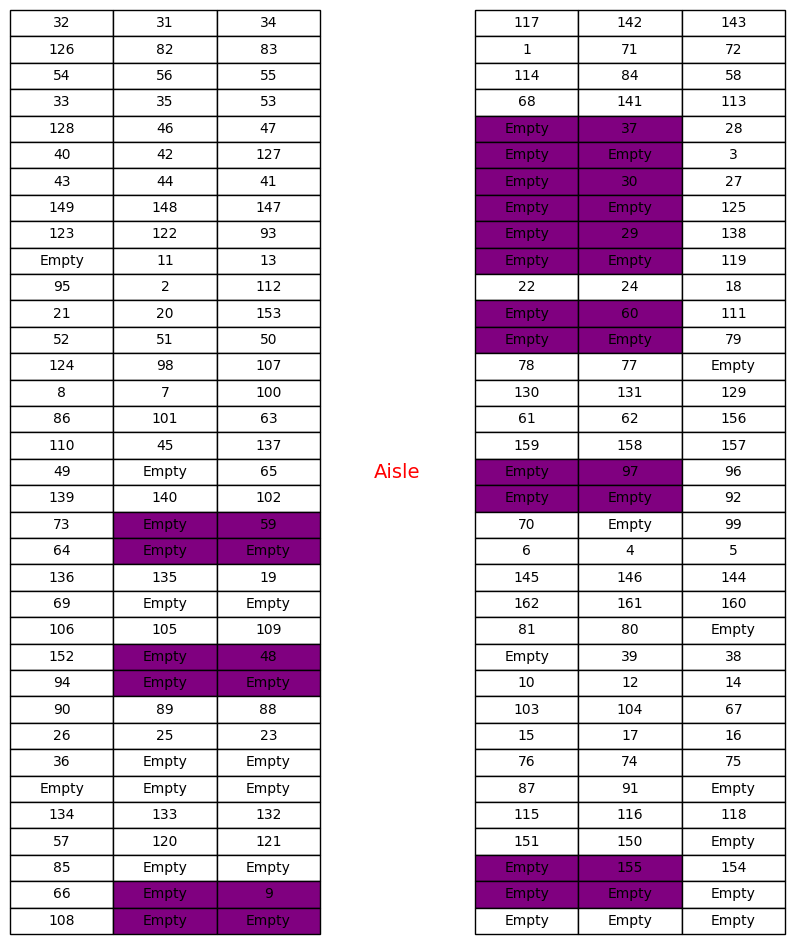 32 31 34 117 142 143
126 82 83 1 71 72
54 56 55 114 84 58
33 35 53 68 141 113
128 46 47 Empty 37 28
40 42 127 Empty Empty 3
43 44 41 Empty 30 27
149 148 147 Empty Empty 125
123 122 93 Empty 29 138
Empty 11 13 Empty Empty 119
95 2 112 22 24 18
21 20 153 Empty 60 111
52 51 50 Empty Empty 79
124 98 107 78 77 Empty
8 7 100 130 131 129
86 101 63 61 62 156
110 45 137 159 158 157
49 Empty 65 Aisle Empty 97 96
139 140 102 Empty Empty 92
73 Empty 59 70 Empty 99
64 Empty Empty 6 4 5
136 135 19 145 146 144
69 Empty Empty 162 161 160
106 105 109 81 80 Empty
152 Empty 48 Empty 39 38
94 Empty Empty 10 12 14
90 89 88 103 104 67
26 25 23 15 17 16
36 Empty Empty 76 74 75
Empty Empty Empty 87 91 Empty
134 133 132 115 116 118
57 120 121 151 150 Empty
85 Empty Empty Empty 155 154
66 Empty 9 Empty Empty Empty
108 Empty Empty Empty Empty Empty